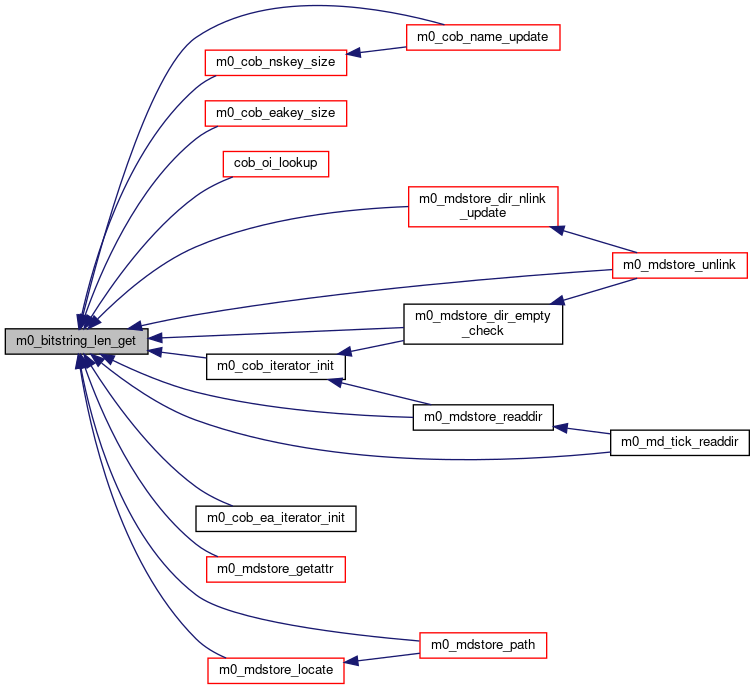 m0_cob_name_update
m0_cob_nskey_size
m0_cob_eakey_size
cob_oi_lookup
m0_mdstore_dir_nlink
_update
m0_mdstore_unlink
m0_mdstore_dir_empty
_check
m0_bitstring_len_get
m0_cob_iterator_init
m0_mdstore_readdir
m0_md_tick_readdir
m0_cob_ea_iterator_init
m0_mdstore_getattr
m0_mdstore_path
m0_mdstore_locate